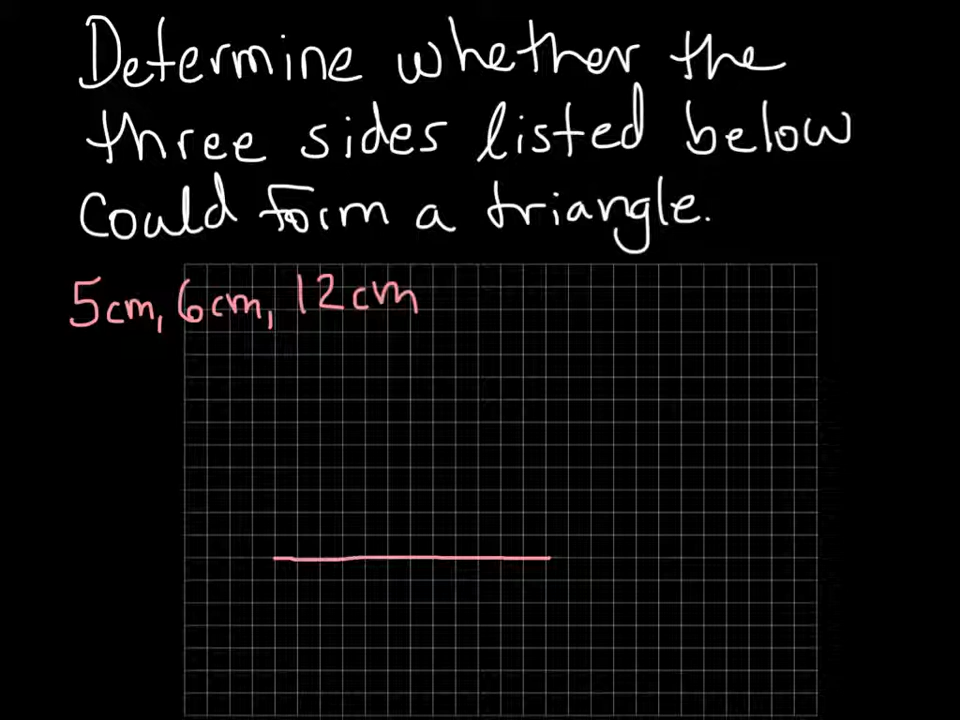 Determine whether the
three sides listed below
could form a triangle.
5cm, 6cm, 12cm